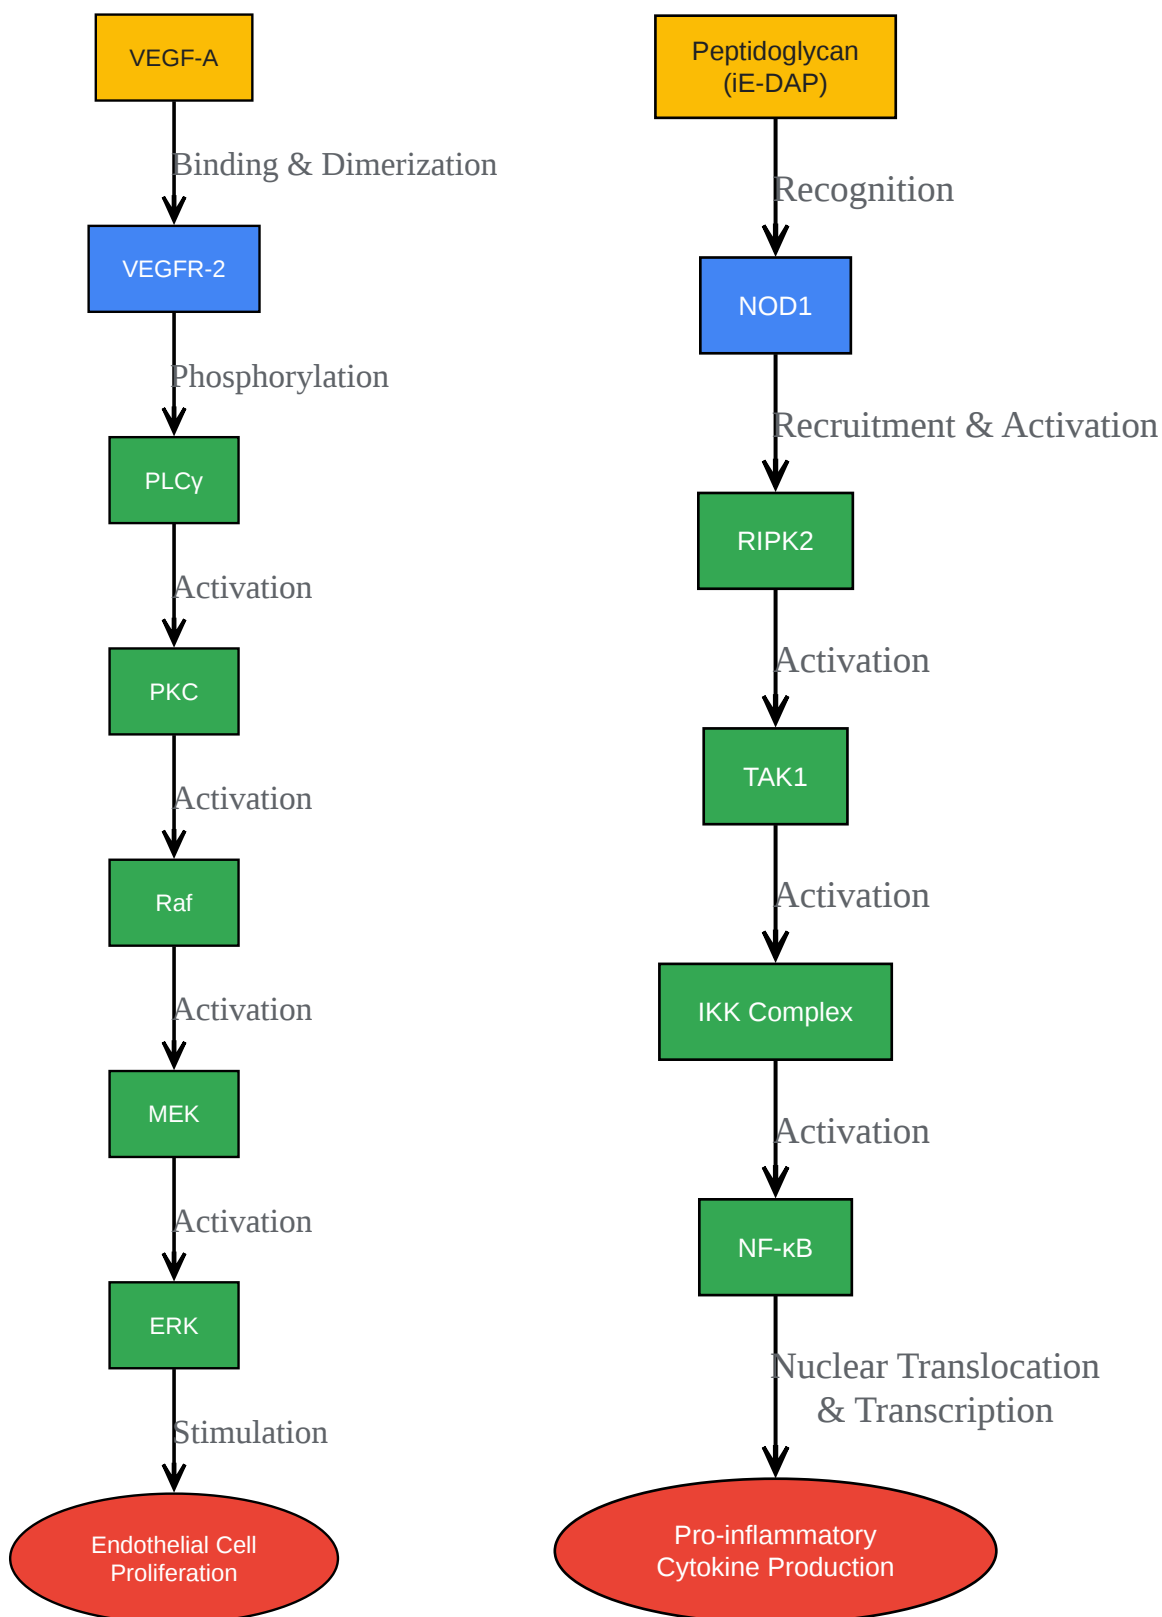 VEGF-A
Binding & Dimerization
VEGFR-2
Phosphorylation
PLCγ
Activation
PKC
Activation
Raf
Activation
MEK
Activation
ERK
Stimulation
Endothelial Cell
Proliferation
Peptidoglycan
(iE-DAP)
Recognition
NOD1
Recruitment & Activation
RIPK2
Activation
TAK1
Activation
IKK Complex
Activation
NF-κB
Nuclear Translocation
& Transcription
Pro-inflammatory
Cytokine Production